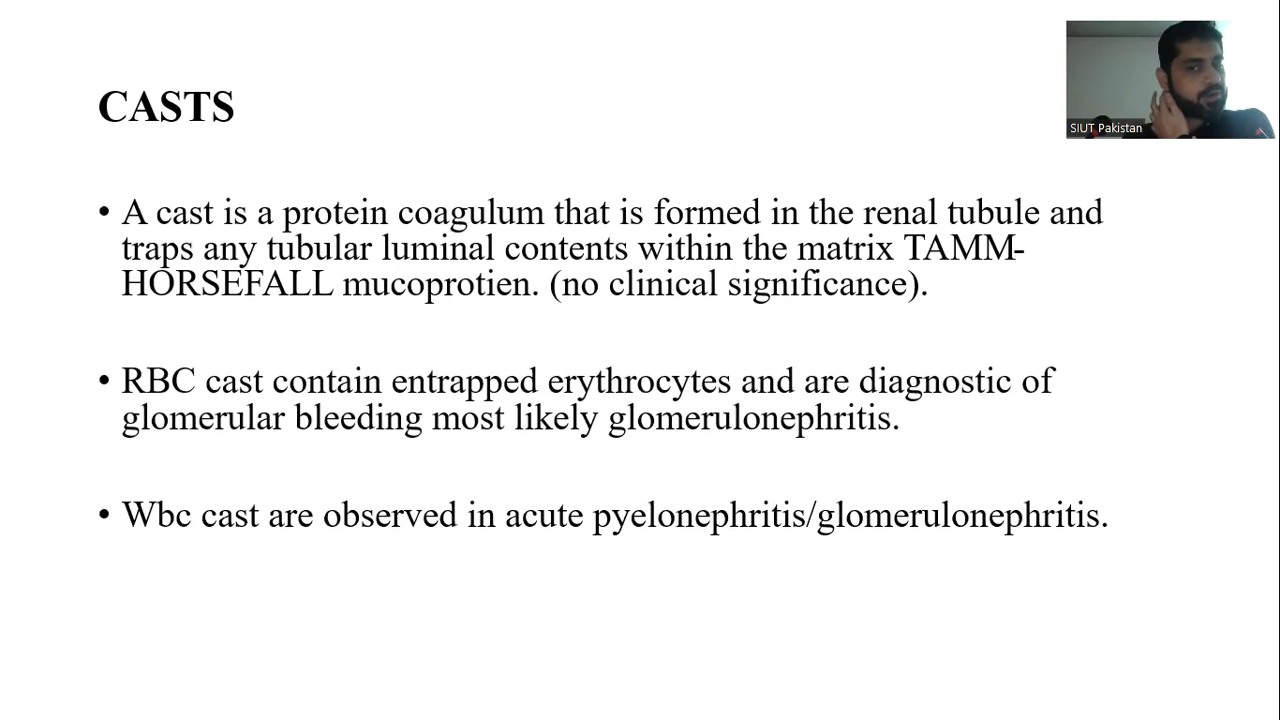 CASTS
SIUT Pakistan
• A cast is a protein coagulum that is formed in the renal tubule and
traps any tubular luminal contents within the matrix TAMM-
HORSEFALL mucoprotien. (no clinical significance).
• RBC cast contain entrapped erythrocytes and are diagnostic of
glomerular bleeding most likely glomerulonephritis.
• Wbc cast are observed in acute pyelonephritis/glomerulonephritis.